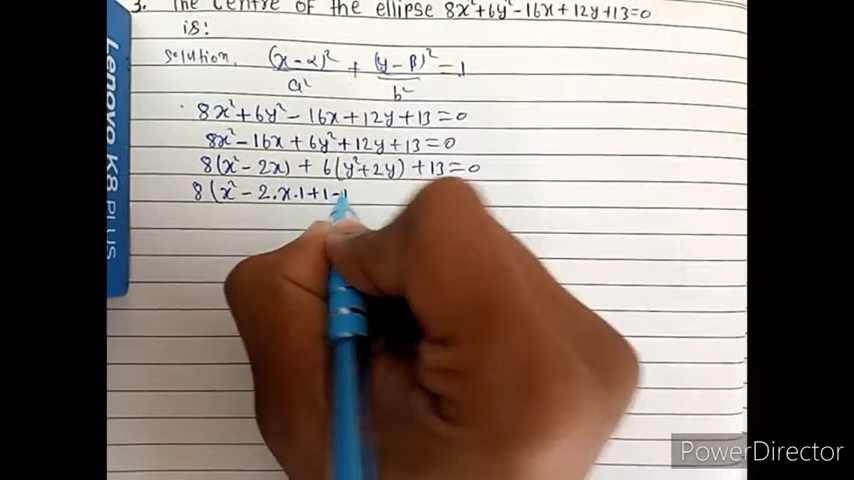 3. The centre of the ellipse 8x²+6y²-16x+12y+13=0
is:
Solution, (x-α)²/a² + (y-β)²/b² = 1
8x²+6y²-16x+12y+13=0
8x²-16x+6y²+12y+13=0
8(x²-2x)+6(y²+2y)+13=0
8(x²-2.x.1+1-1
Lenovo K8 PLUS
PowerDirector